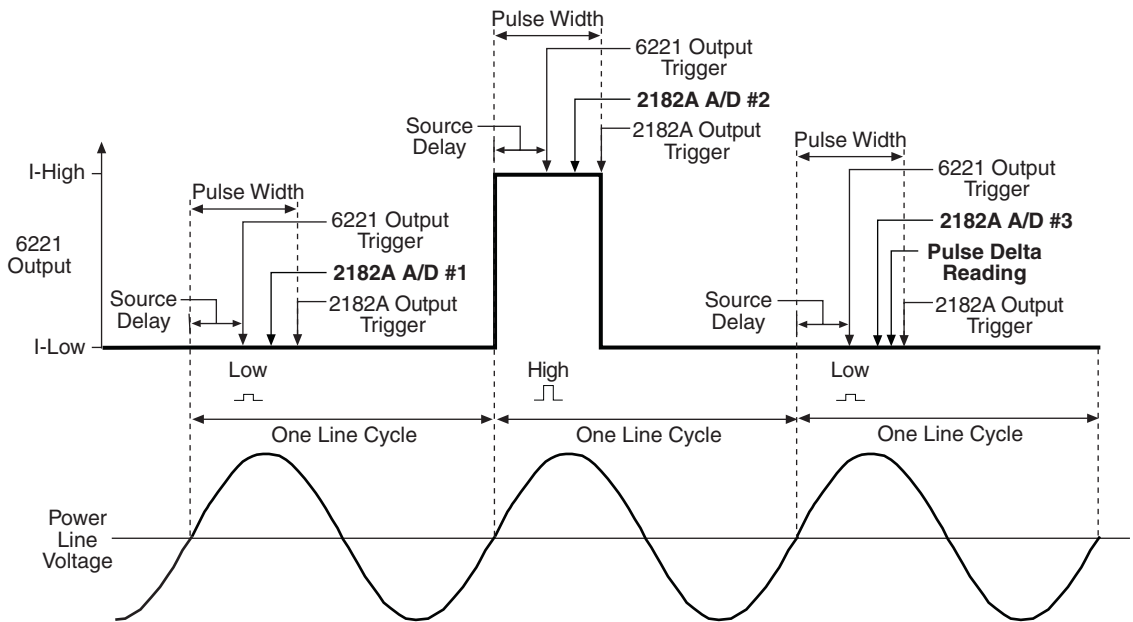 Pulse Width
6221 Output
Trigger
2182A A/D #2
2182A Output
Trigger
Source
Delay
Pulse Width
6221 Output
Trigger
2182A A/D #3
Pulse Delta
Reading
2182A Output
Trigger
Source
Delay
I-High
Pulse Width
6221 Output
Trigger
2182A A/D #1
2182A Output
Trigger
Source
Delay
6221
Output
I-Low
Low
High
Low
One Line Cycle
One Line Cycle
One Line Cycle
Power
Line
Voltage